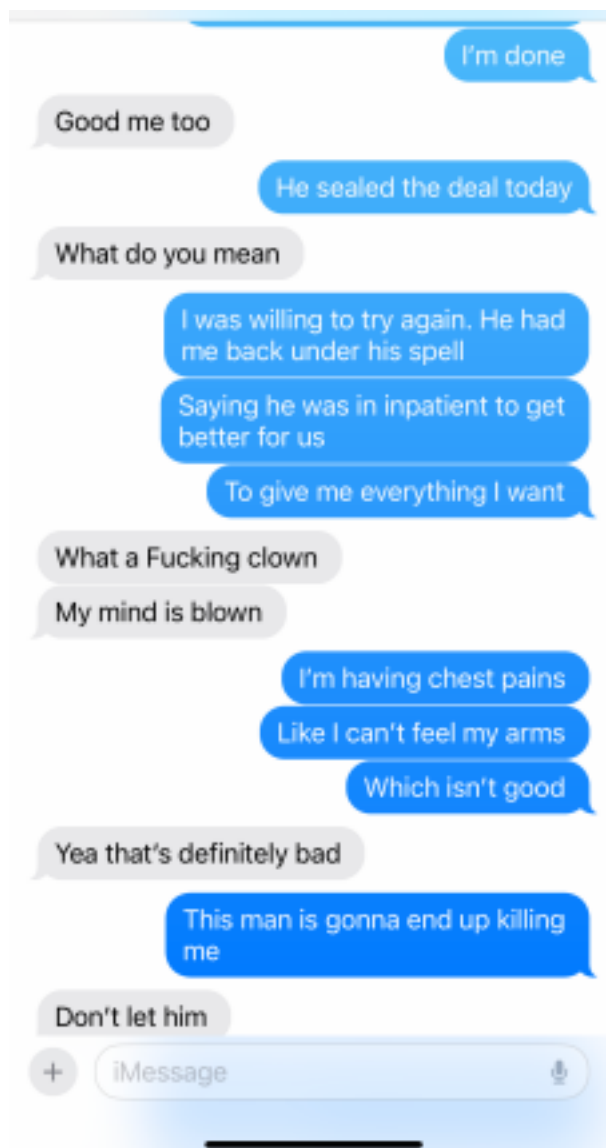 I'm done
Good me too
He sealed the deal today
What do you mean
I was willing to try again. He had
me back under his spell
Saying he was in inpatient to get
better for us
To give me everything I want
What a Fucking clown
My mind is blown
I'm having chest pains
Like I can't feel my arms
Which isn't good
Yea that's definitely bad
This man is gonna end up killing
me
Don't let him
iMessage